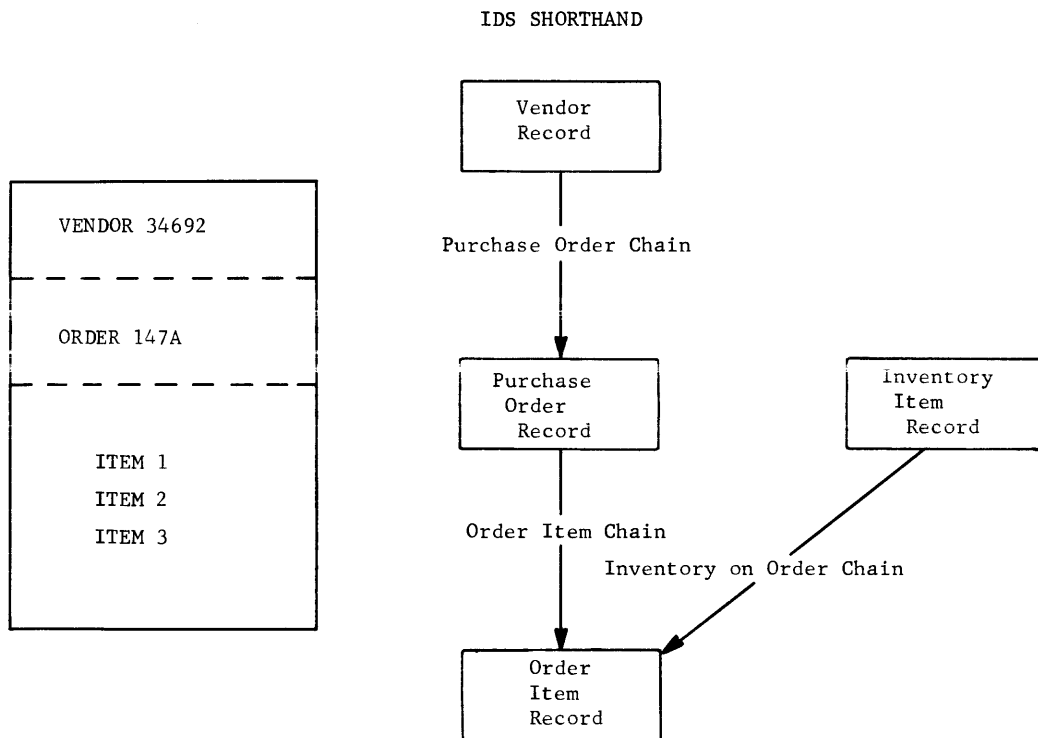 IDS SHORTHAND
Vendor
Record
VENDOR 34692
Purchase Order Chain
ORDER 147A
Purchase
Order
Record
Inventory
Item
Record
ITEM 1
ITEM 2
ITEM 3
Order Item Chain
Inventory on Order Chain
Order
Item
Record